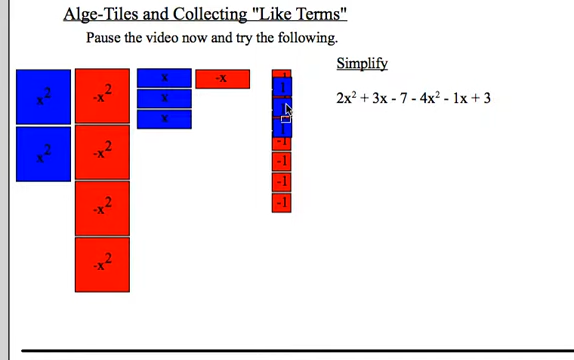 Alge-Tiles and Collecting "Like Terms"
Pause the video now and try the following.
Simplify
2x² + 3x - 7 - 4x² - 1x + 3
x² -x² x -x
1
x
x
1
x² -x² -1
-1
-1
-x² -1
-x²